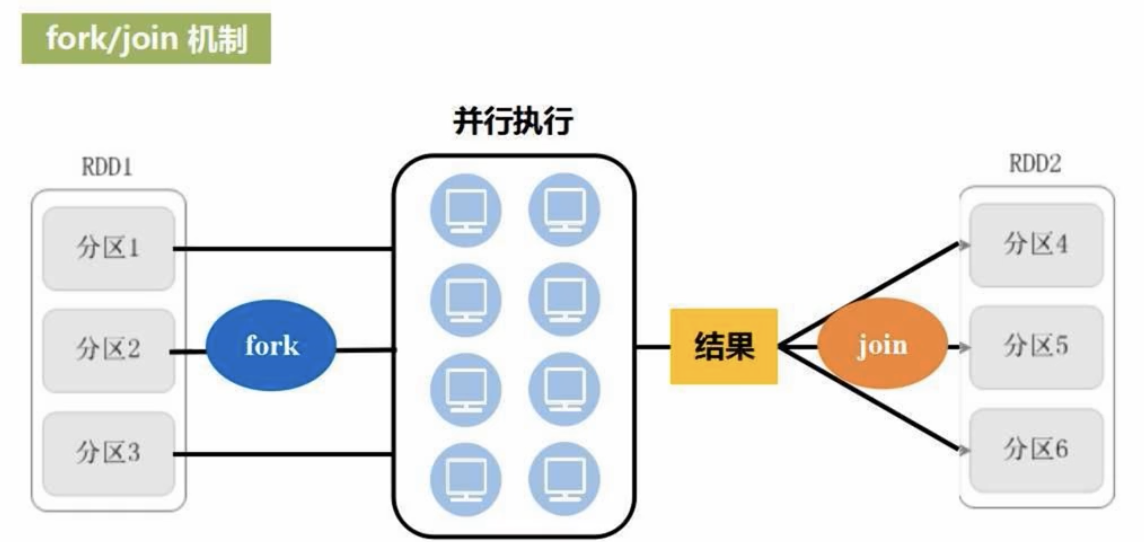 fork/join 机制
并行执行
RDD1
分区1
分区2
分区3
fork
结果
join
RDD2
分区4
分区5
分区6